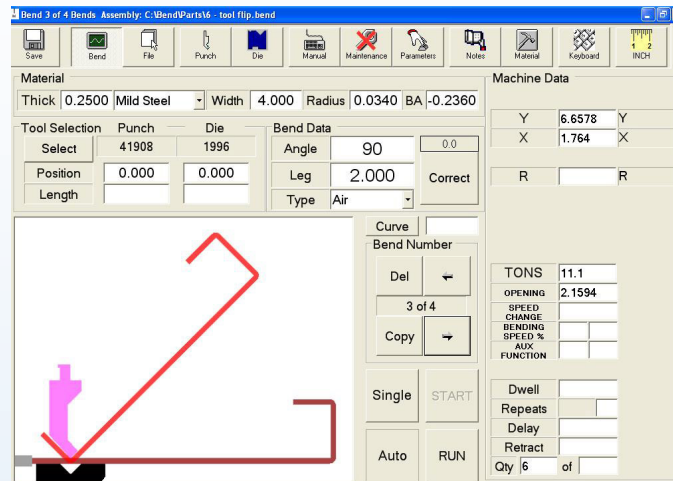 Bend 3 of 4 Bends Assembly: C:\Bend\Parts\6 - tool flip.bend
Save Bend File Punch Die Manual Maintenance Parameters Notes Material Keyboard 1 2 INCH
Material
Thick 0.2500 Mild Steel Width 4.000 Radius 0.0340 BA -0.2360
Tool Selection Punch Die
Select 41908 1996
Position 0.000 0.000
Length
Bend Data
Angle 90 0.0
Leg 2.000 Correct
Type Air
Curve
Bend Number
Del
3 of 4
Copy
Single START
Auto RUN
Machine Data
Y 6.6578 Y
X 1.764 X
R R
TONS 11.1
OPENING 2.1594
SPEED
CHANGE
BENDING
SPEED %
AUX
FUNCTION
Dwell
Repeats
Delay
Retract
Qty 6 of